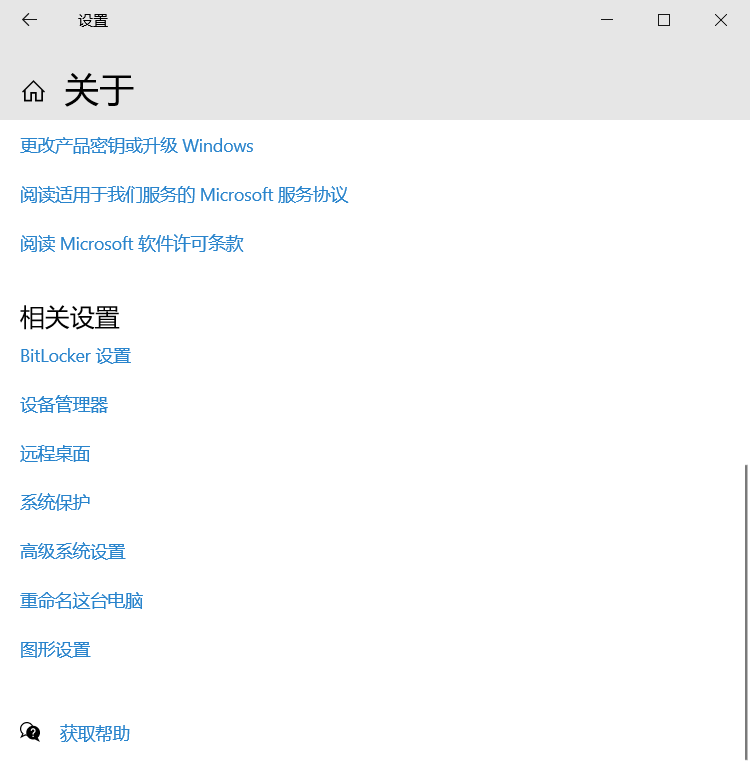 设置
关于
更改产品密钥或升级 Windows
阅读适用于我们服务的 Microsoft 服务协议
阅读 Microsoft 软件许可条款
相关设置
BitLocker 设置
设备管理器
远程桌面
系统保护
高级系统设置
重命名这台电脑
图形设置
获取帮助